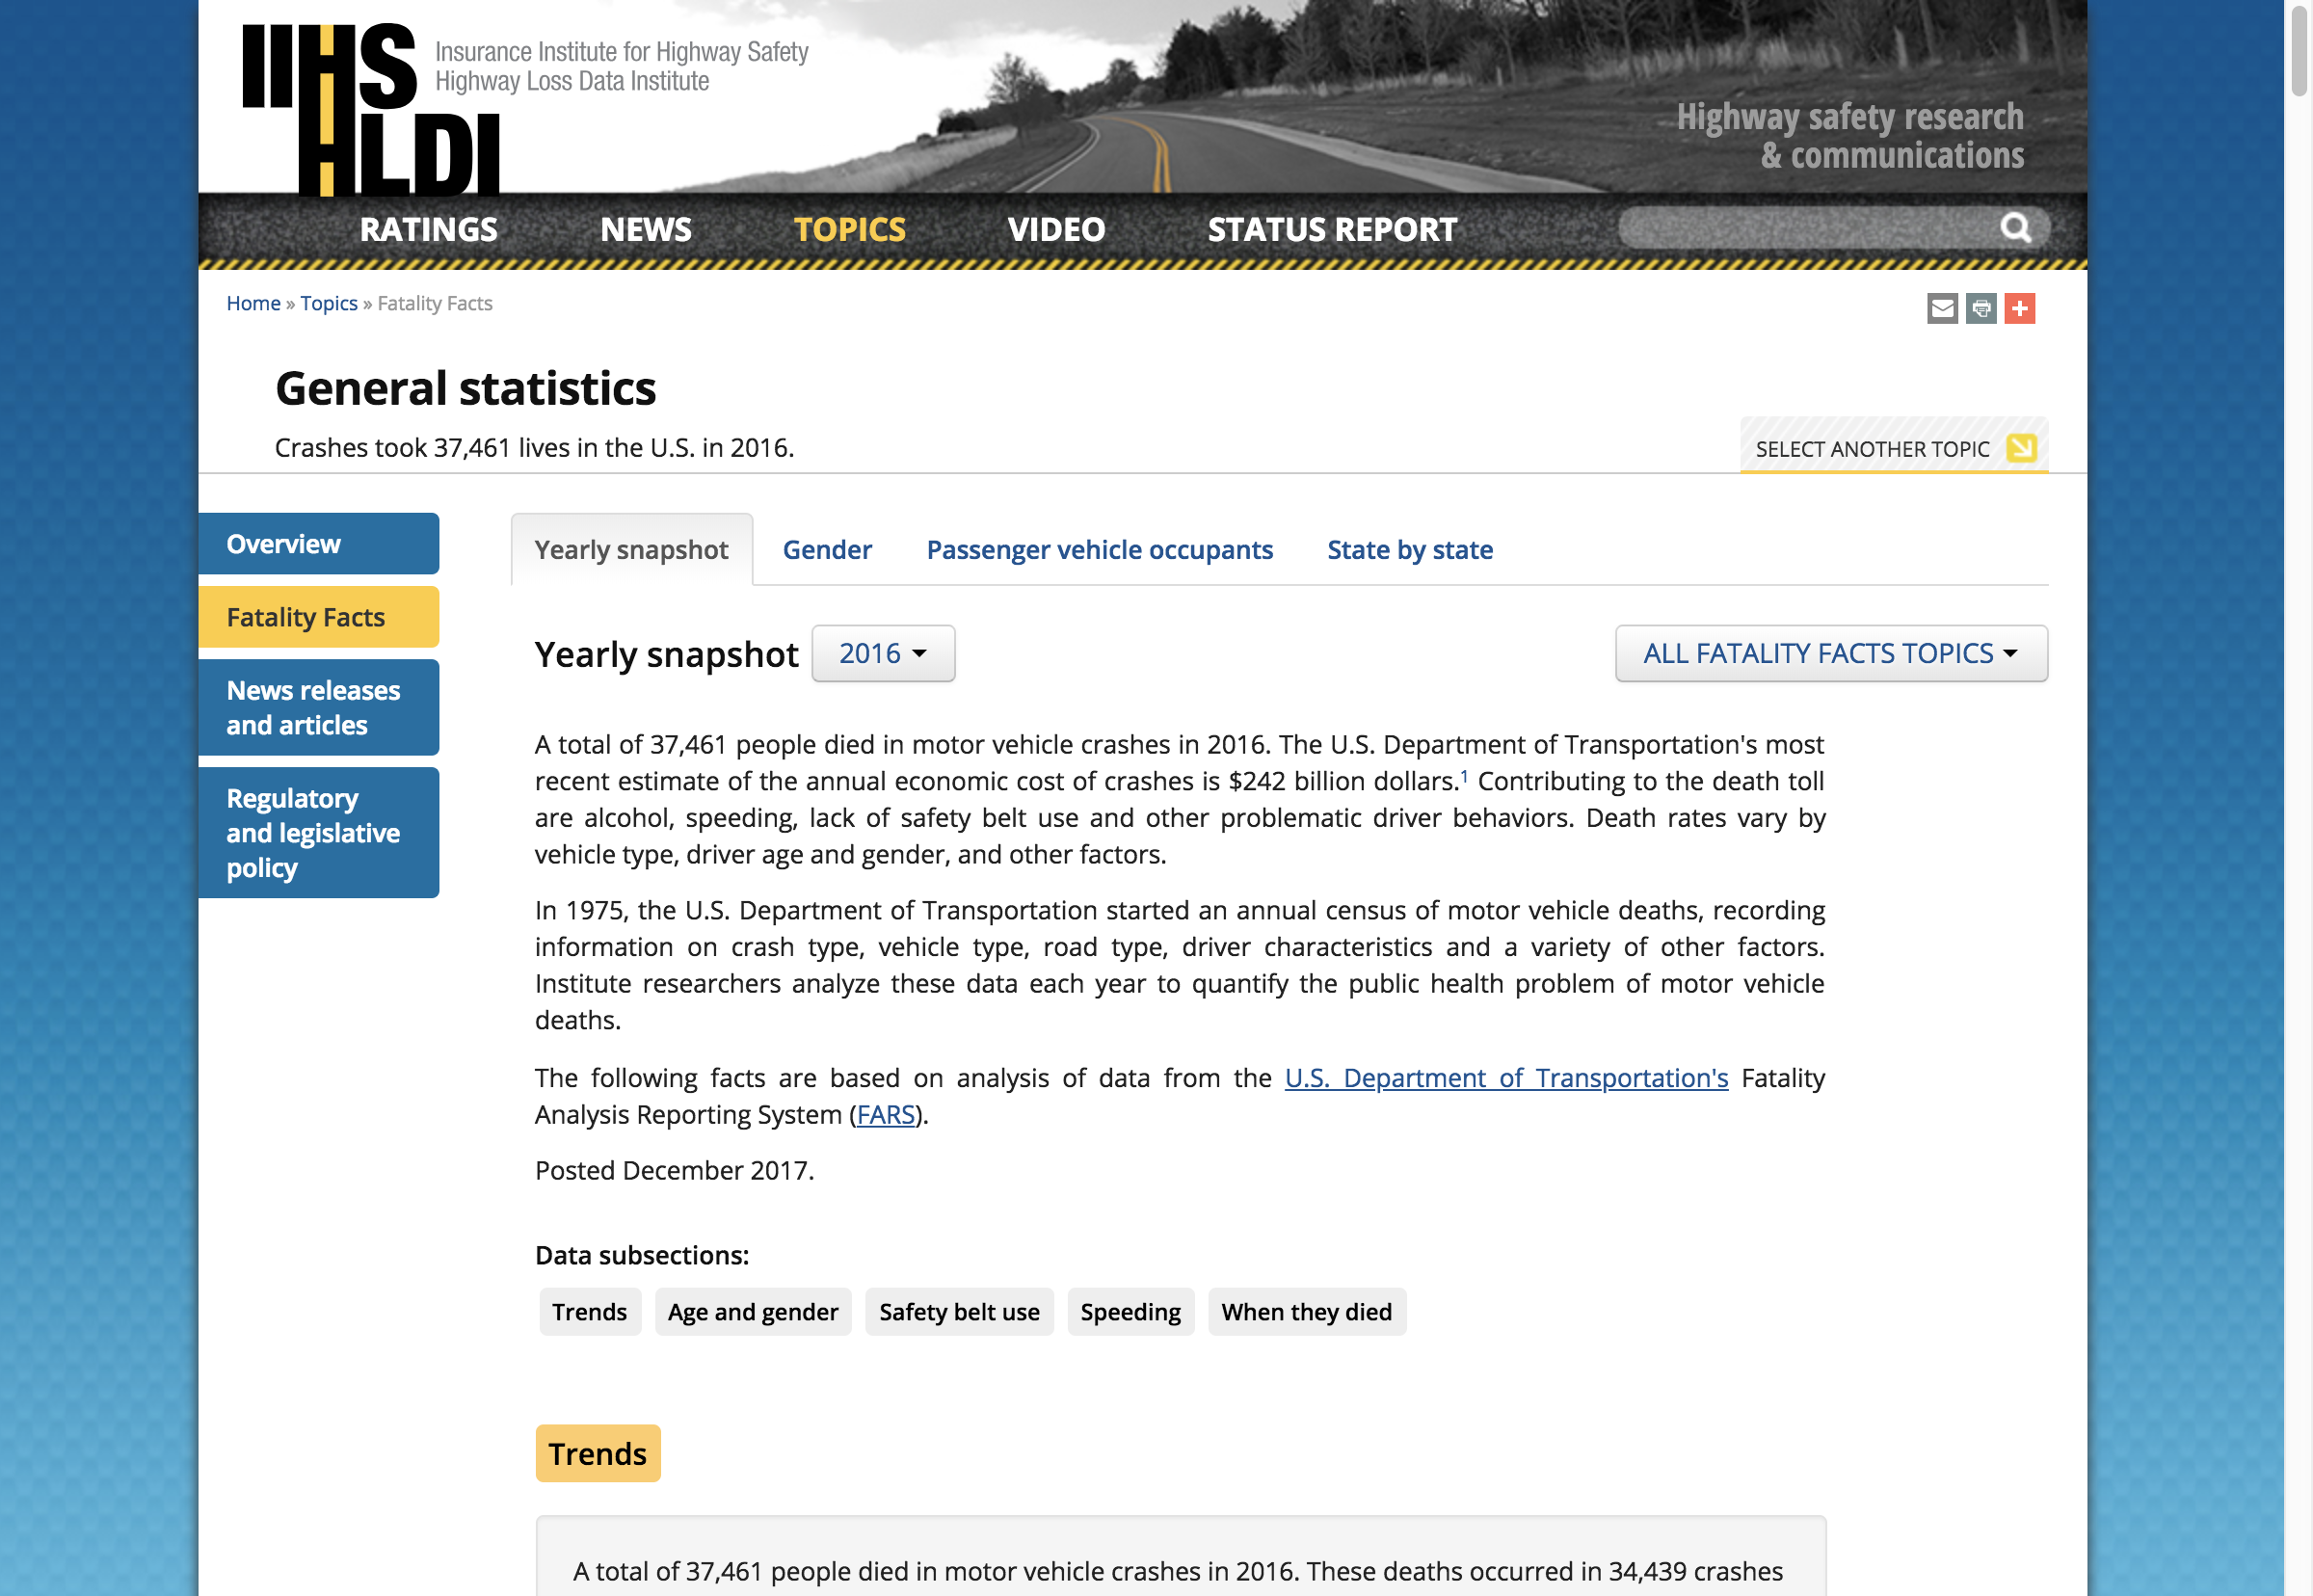 IIHS
HLDI
Insurance Institute for Highway Safety
Highway Loss Data Institute
Highway safety research
& communications
RATINGS NEWS TOPICS VIDEO STATUS REPORT
Home » Topics » Fatality Facts
General statistics
Crashes took 37,461 lives in the U.S. in 2016.
SELECT ANOTHER TOPIC
Overview
Fatality Facts
News releases
and articles
Regulatory
and legislative
policy
Yearly snapshot Gender Passenger vehicle occupants State by state
Yearly snapshot 2016 ALL FATALITY FACTS TOPICS
A total of 37,461 people died in motor vehicle crashes in 2016. The U.S. Department of Transportation's most
recent estimate of the annual economic cost of crashes is $242 billion dollars.1 Contributing to the death toll
are alcohol, speeding, lack of safety belt use and other problematic driver behaviors. Death rates vary by
vehicle type, driver age and gender, and other factors.
In 1975, the U.S. Department of Transportation started an annual census of motor vehicle deaths, recording
information on crash type, vehicle type, road type, driver characteristics and a variety of other factors.
Institute researchers analyze these data each year to quantify the public health problem of motor vehicle
deaths.
The following facts are based on analysis of data from the U.S. Department of Transportation's Fatality
Analysis Reporting System (FARS).
Posted December 2017.
Data subsections:
Trends Age and gender Safety belt use Speeding When they died
Trends
A total of 37,461 people died in motor vehicle crashes in 2016. These deaths occurred in 34,439 crashes